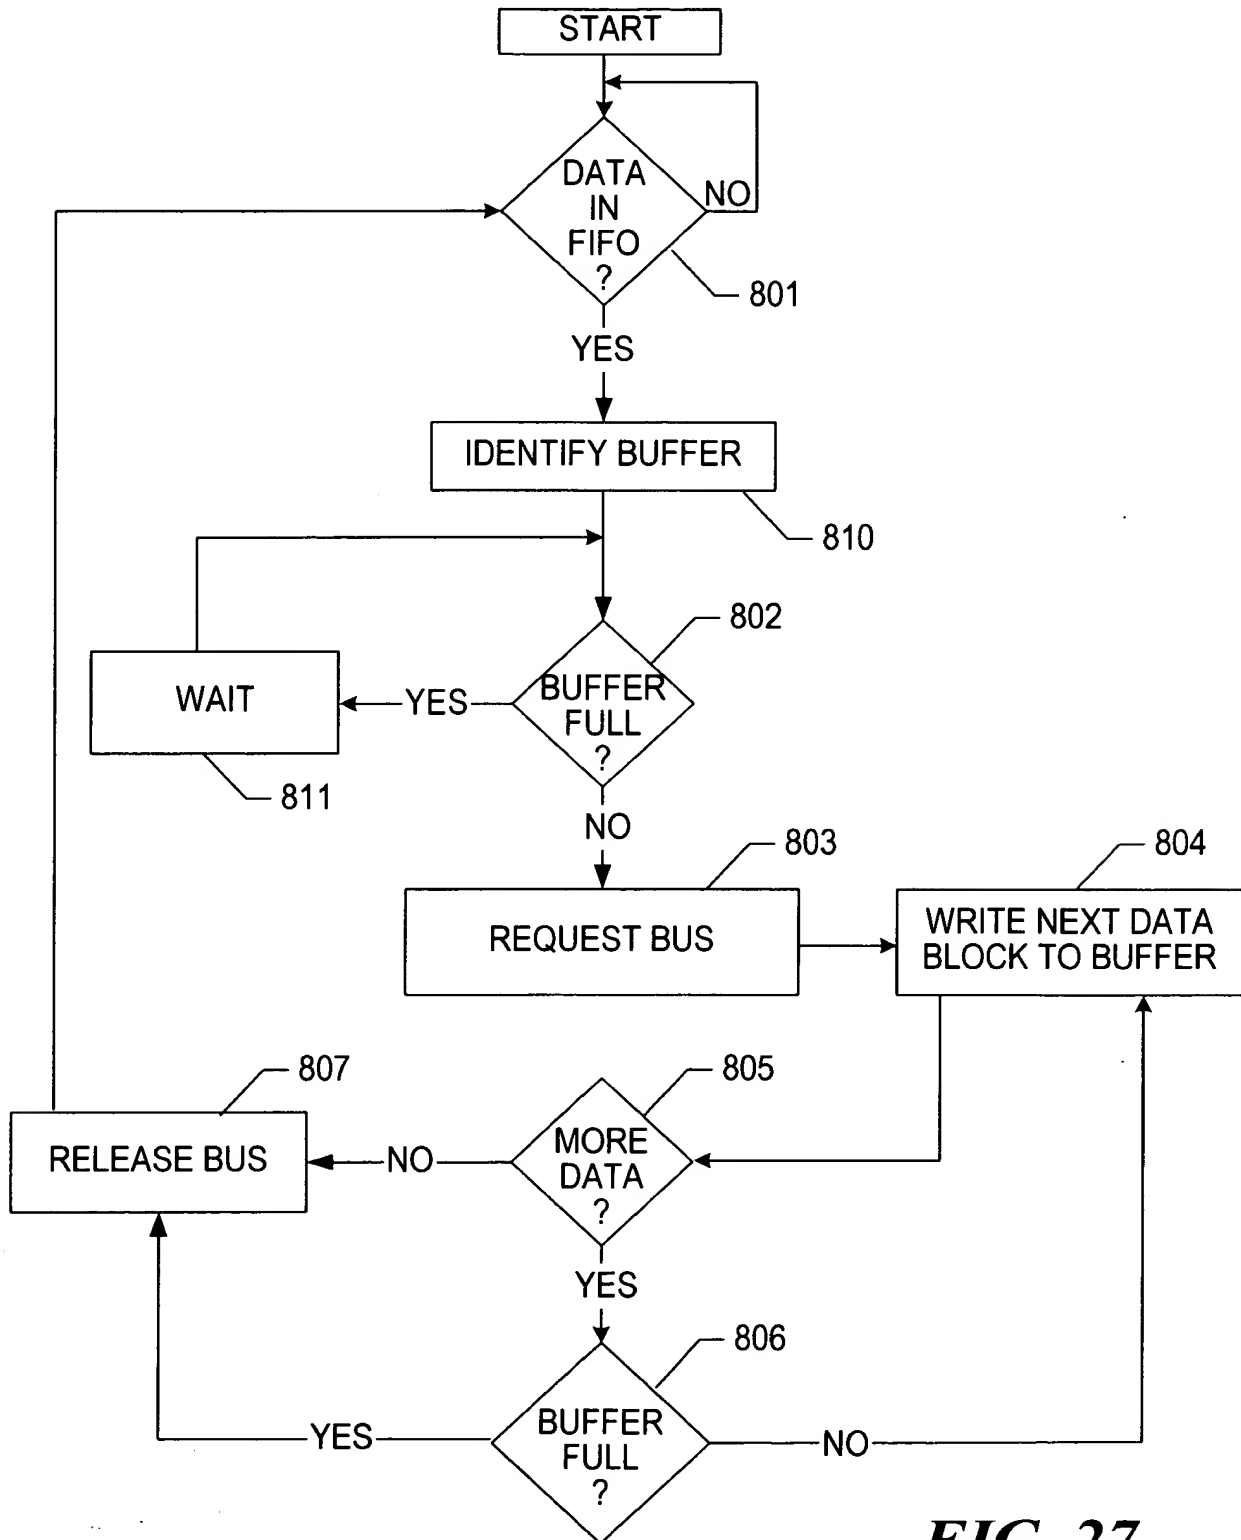 START
DATA
IN
FIFO
?
NO
801
YES
IDENTIFY BUFFER
810
802
BUFFER
FULL
?
YES
WAIT
811
NO
803
804
REQUEST BUS
WRITE NEXT DATA
BLOCK TO BUFFER
807
805
RELEASE BUS
NO
MORE
DATA
?
YES
806
BUFFER
FULL
?
YES
NO
FIG. 27